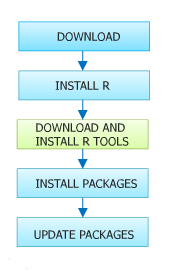 DOWNLOAD
INSTALL R
DOWNLOAD AND
INSTALL R TOOLS
INSTALL PACKAGES
UPDATE PACKAGES